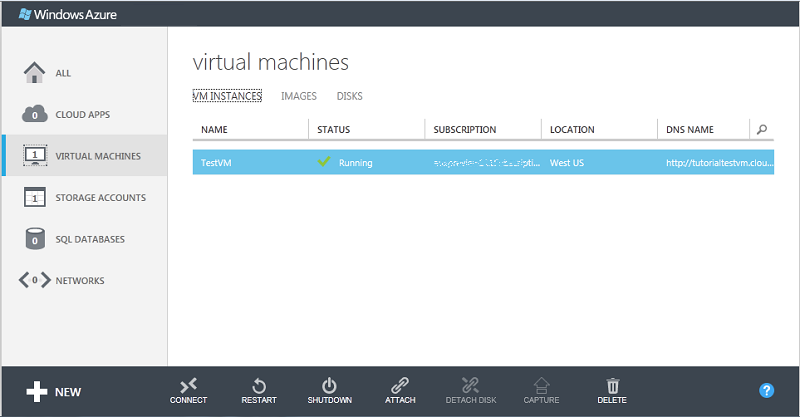 Windows Azure
ALL
0 CLOUD APPS
1 VIRTUAL MACHINES
1 STORAGE ACCOUNTS
0 SQL DATABASES
0 NETWORKS
virtual machines
VM INSTANCES IMAGES DISKS
NAME STATUS SUBSCRIPTION LOCATION DNS NAME
TestVM Running West US http://tutorialtestvm.clou...
NEW CONNECT RESTART SHUTDOWN ATTACH DETACH DISK CAPTURE DELETE ?